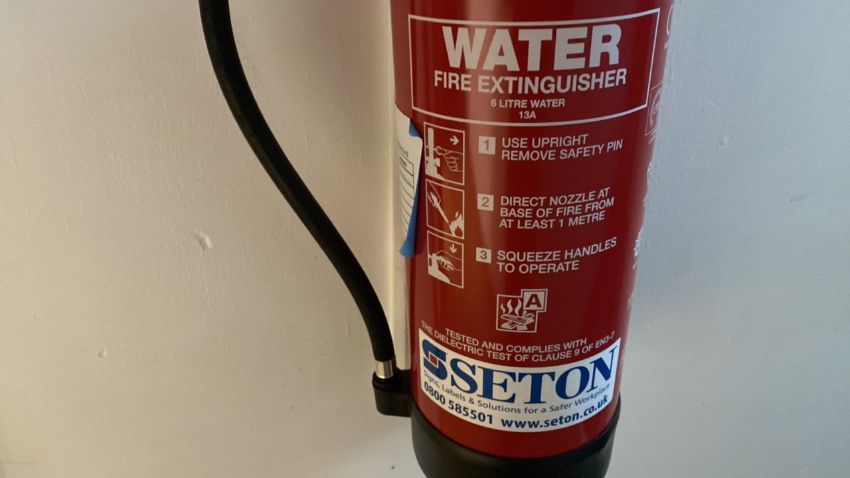 WATER
FIRE EXTINGUISHER
6 LITRE WATER
13A
1 USE UPRIGHT
REMOVE SAFETY PIN
2 DIRECT NOZZLE AT
BASE OF FIRE FROM
AT LEAST 1 METRE
3 SQUEEZE HANDLES
TO OPERATE
A
TESTED AND COMPLIES WITH
THE DIELECTRIC TEST OF CLAUSE 9 OF EN3-7
SETON
Signs, Labels & Solutions for a Safer Workplace
0800 585501 www.seton.co.uk